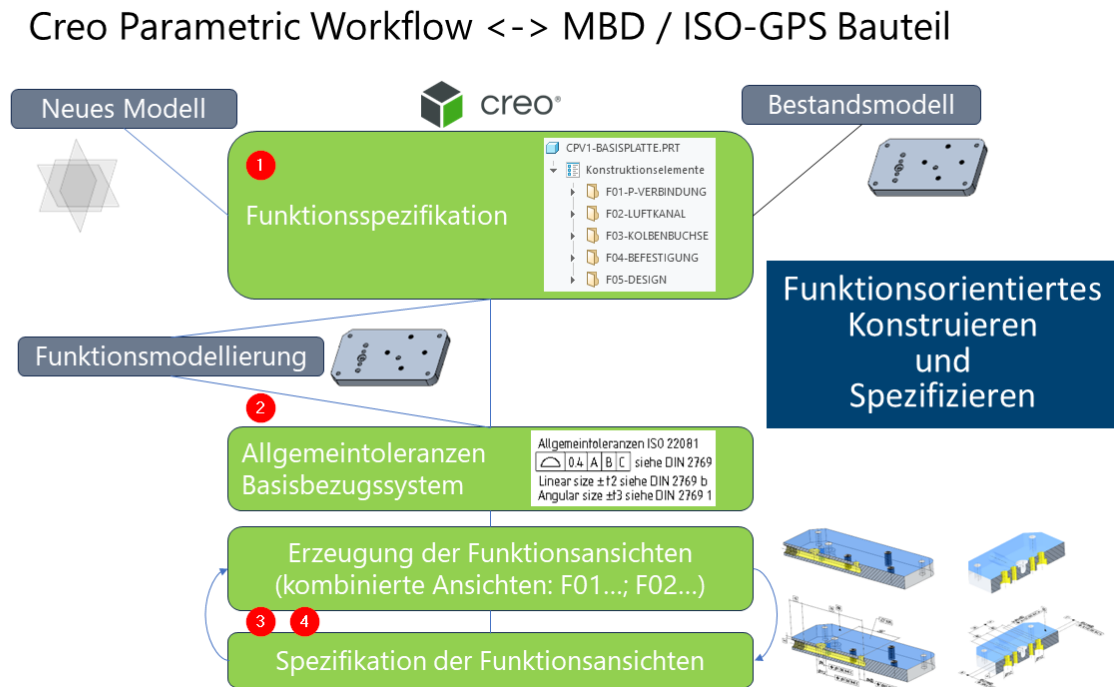 Creo Parametric Workflow <-> MBD / ISO-GPS Bauteil
Neues Modell
creo®
Bestandsmodell
1
Funktionsspezifikation
CPV1-BASISPLATTE.PRT
Konstruktionselemente
F01-P-VERBINDUNG
F02-LUFTKANAL
F03-KOLBENBUCHSE
F04-BEFESTIGUNG
F05-DESIGN
Funktionsorientiertes
Konstruieren
und
Spezifizieren
Funktionsmodellierung
2
Allgemeintoleranzen
Basisbezugssystem
Allgemeintoleranzen ISO 22081
0.4 A B C siehe DIN 2769
Linear size ±t2 siehe DIN 2769 b
Angular size ±t3 siehe DIN 2769 1
Erzeugung der Funktionsansichten
(kombinierte Ansichten: F01...; F02...)
3 4
Spezifikation der Funktionsansichten